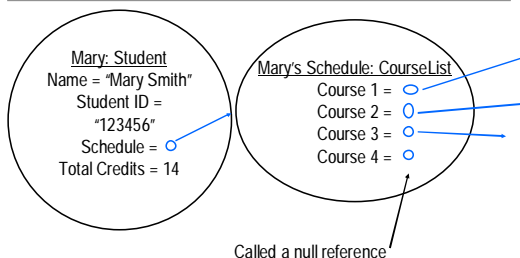 Mary: Student
Name = “Mary Smith”
Student ID =
“123456”
Schedule =
Total Credits = 14
Mary’s Schedule: CourseList
Course 1 =
Course 2 =
Course 3 =
Course 4 =
Called a null reference